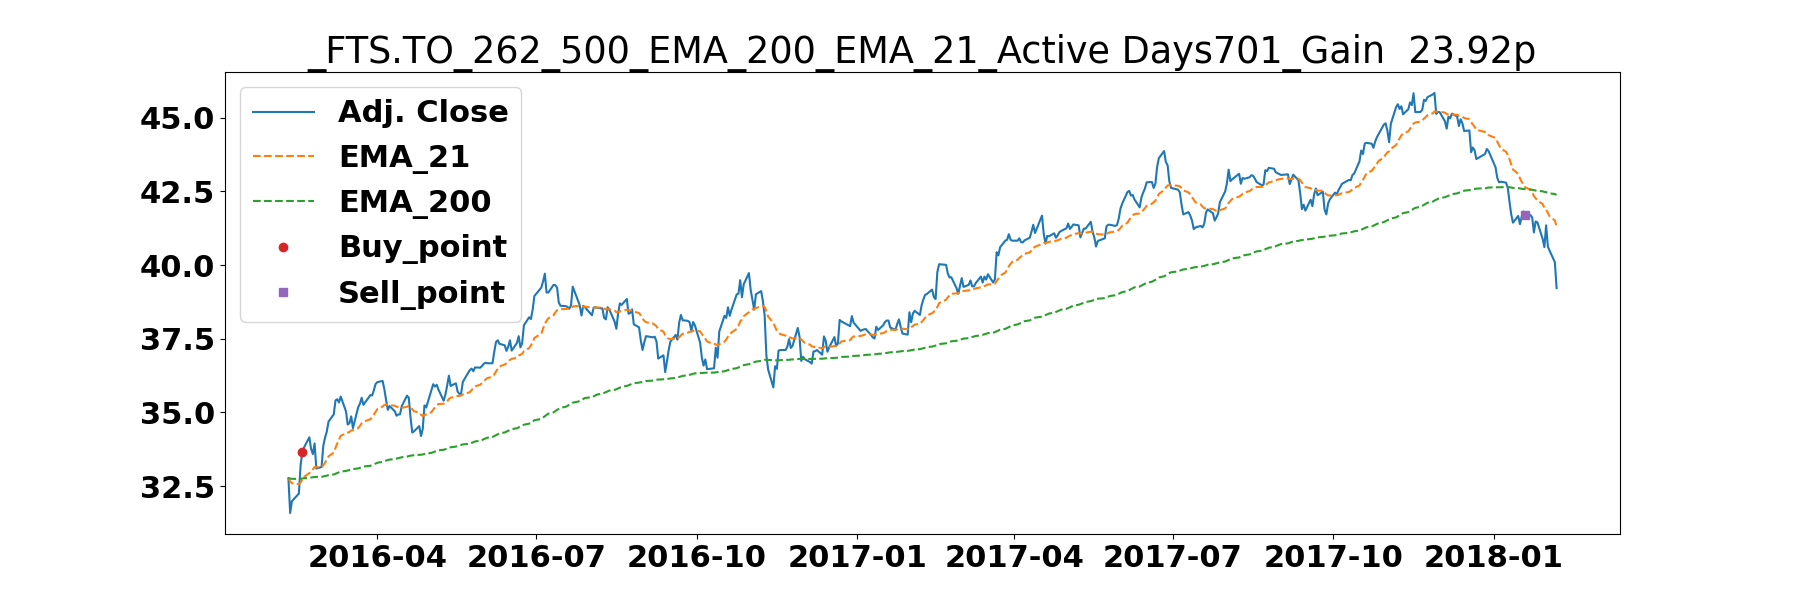 _FTS.TO_262_500_EMA_200_EMA_21_Active Days701_Gain  23.92p
Adj. Close
EMA_21
EMA_200
Buy_point
Sell_point
45.0
42.5
40.0
37.5
35.0
32.5
2016-04 2016-07 2016-10 2017-01 2017-04 2017-07 2017-10 2018-01